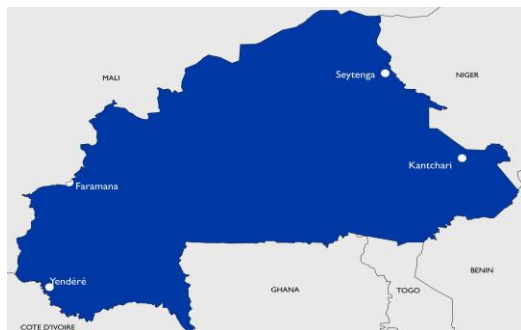 MALI
Seytenga
NIGER
Kantchari
Faramana
Yendéré
BENIN
GHANA
TOGO
COTE D'IVOIRE